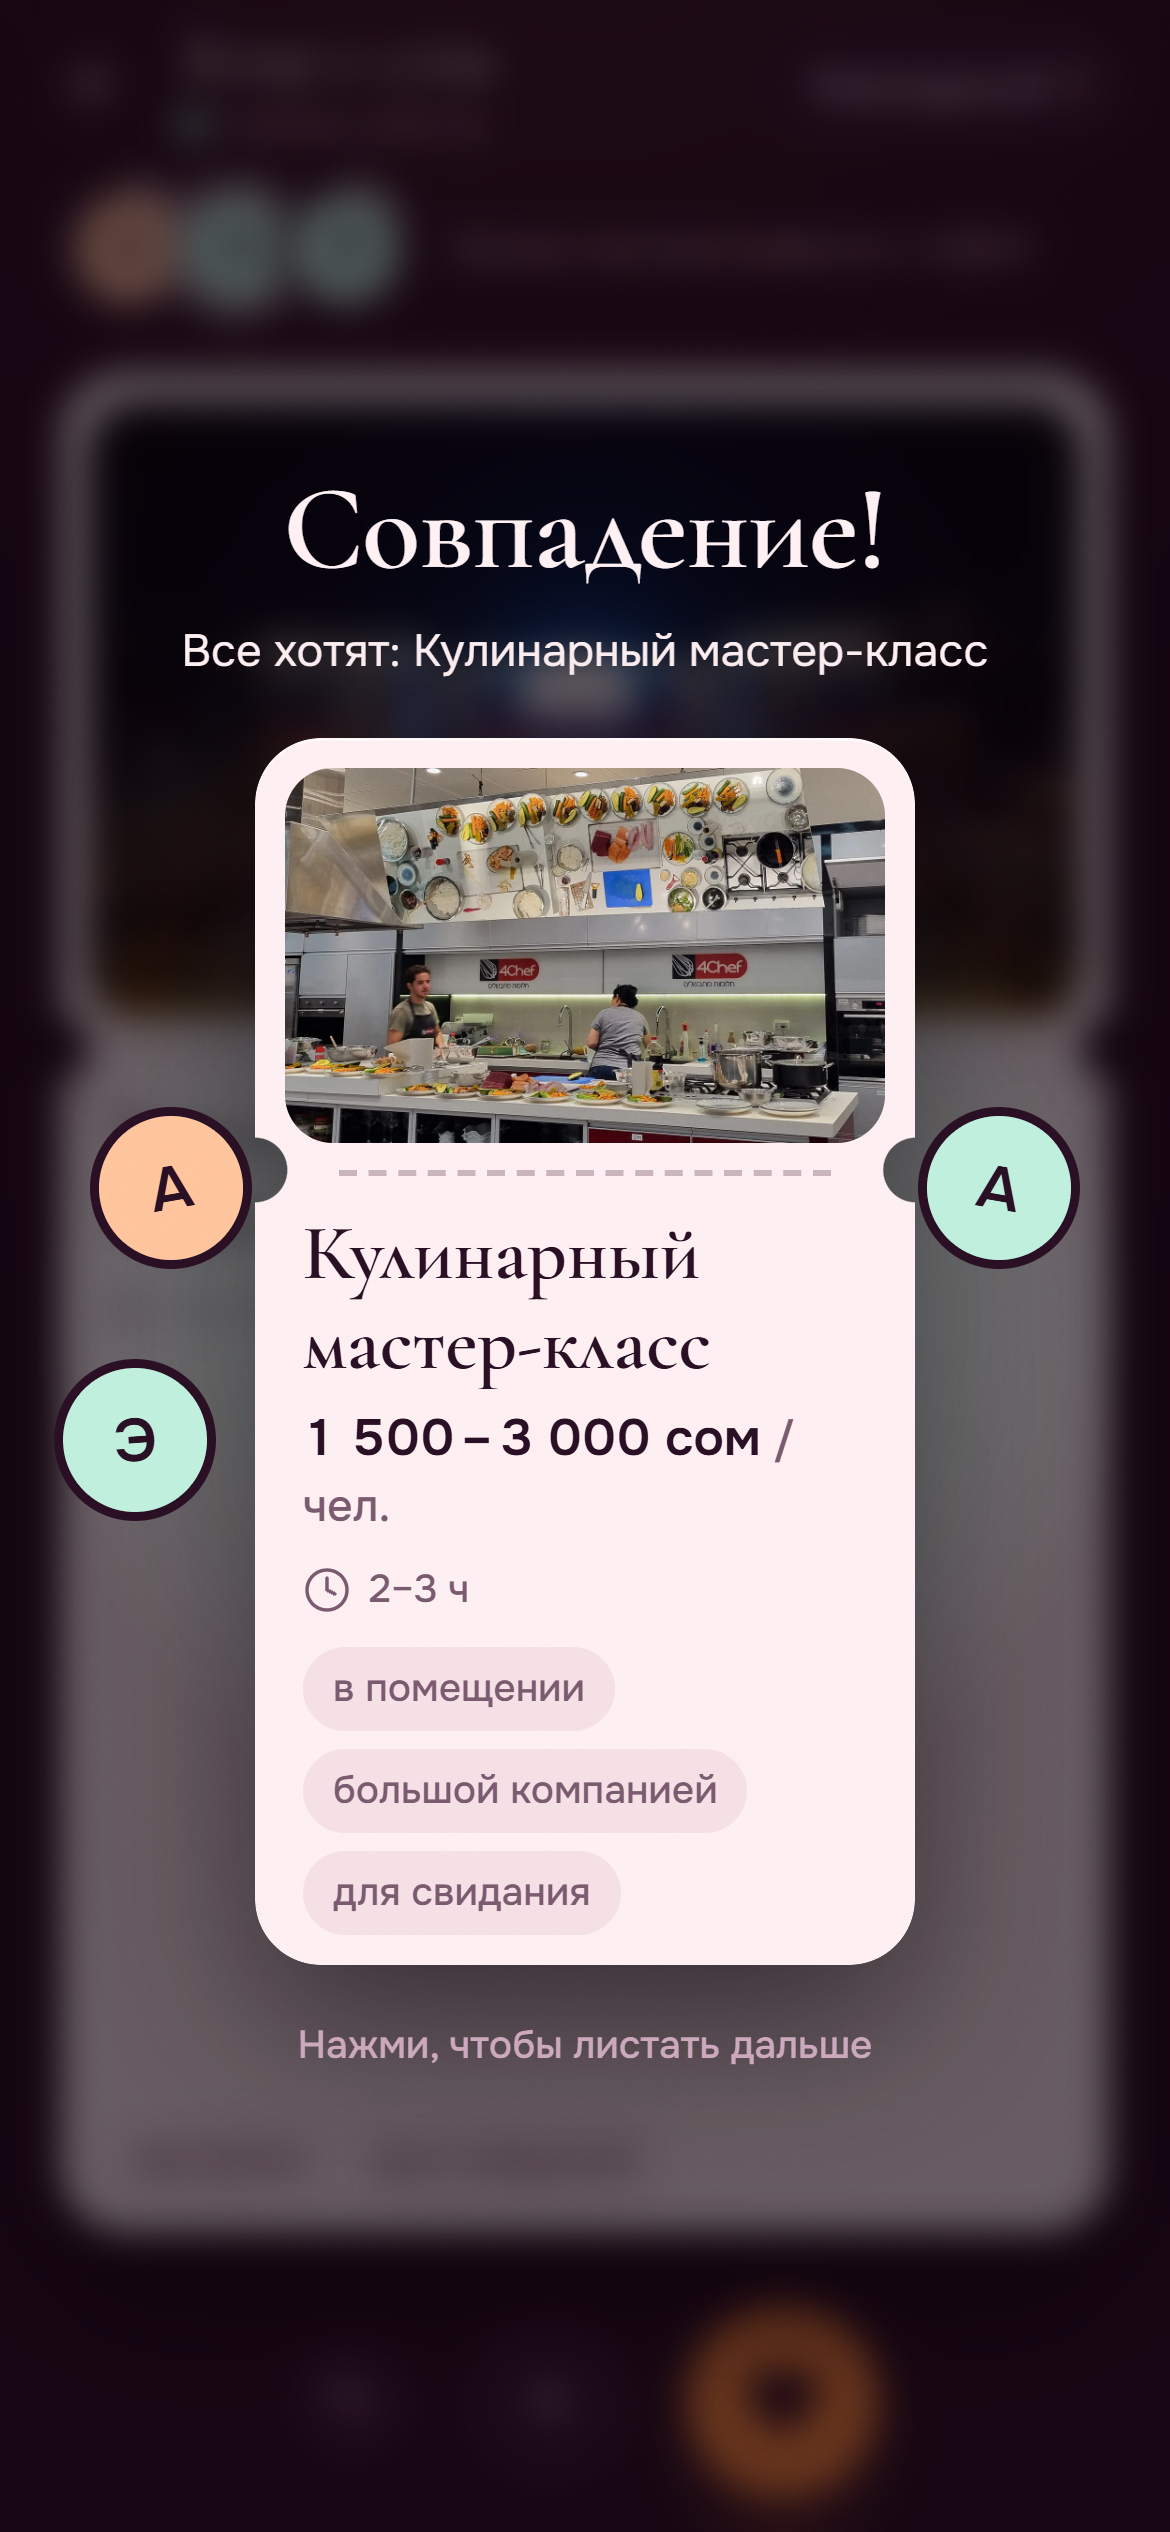 Совпадение!
Все хотят: Кулинарный мастер-класс
4Chef
4Chef
А
А
Кулинарный
мастер-класс
1 500 – 3 000 сом /
чел.
Э
2–3 ч
в помещении
большой компанией
для свидания
Нажми, чтобы листать дальше